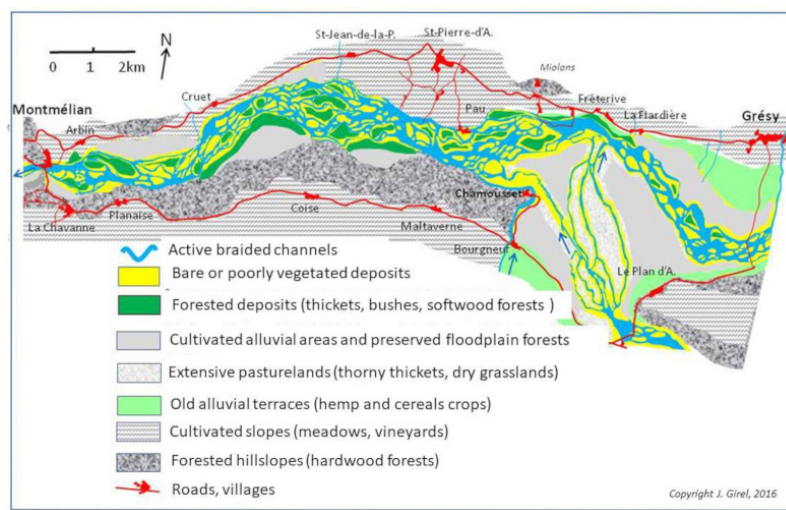 St-Jean-de-la-P.
St-Pierre-d'A.
N
0 1 2km
Miolans
Montmélian
Cruet
Fréterive
Pau
La Fiardière
Grésy
Arbin
Chamousset
La Chavanne
Planaise
Coise
Maltaverne
Bourgneuf
Le Plan d'A.
Active braided channels
Bare or poorly vegetated deposits
Forested deposits (thickets, bushes, softwood forests )
Cultivated alluvial areas and preserved floodplain forests
Extensive pasturelands (thorny thickets, dry grasslands)
Old alluvial terraces (hemp and cereals crops)
Cultivated slopes (meadows, vineyards)
Forested hillslopes (hardwood forests)
Roads, villages
Copyright J. Girel, 2016